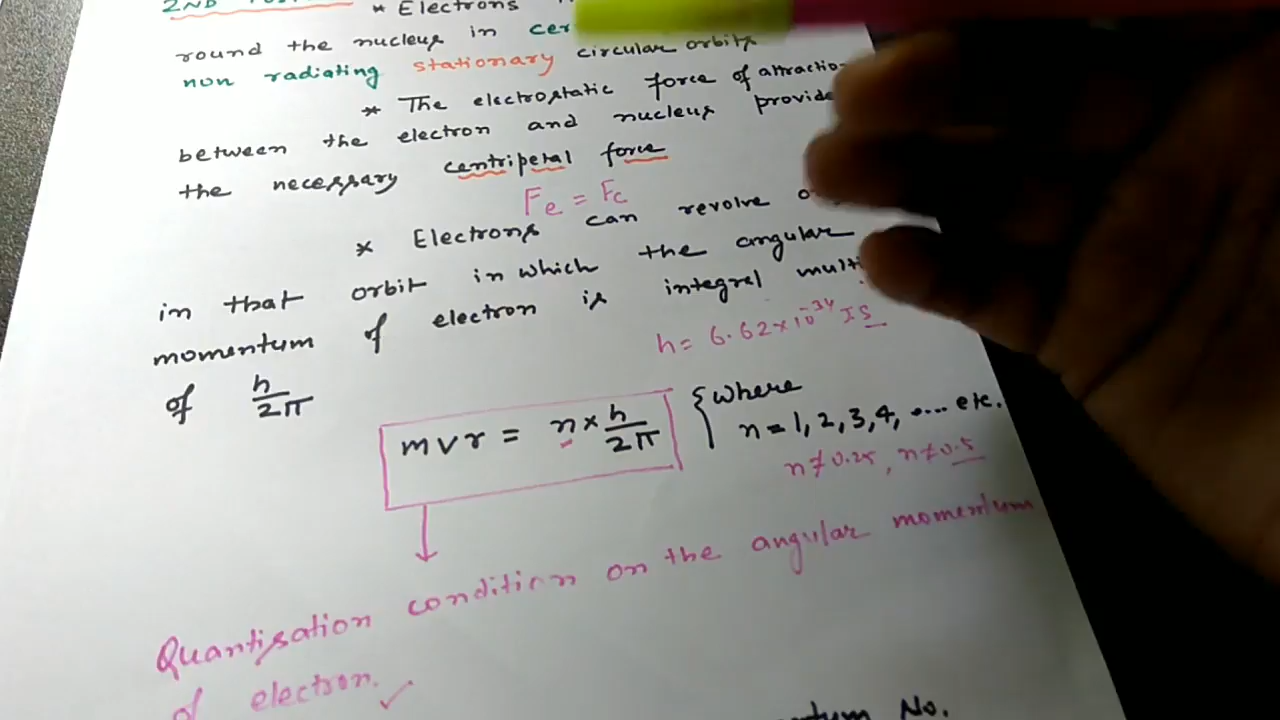 2ND
* Electrons
round the nucleus in
non radiating stationary circular orbits
* The electrostatic force of attraction
between the electron and nucleus provide
the necessary centripetal force
Fe = Fc
* Electrons can revolve
in that orbit in which the angular
momentum of electron is integral
of h/2π
h = 6.62×10⁻³⁴ JS
mvr = n × h/2π { where
n = 1, 2, 3, 4, .... etc.
n ≠ 0.25, n ≠ 0.5
Quantisation condition on the angular momentum
of electron. ✓
No.